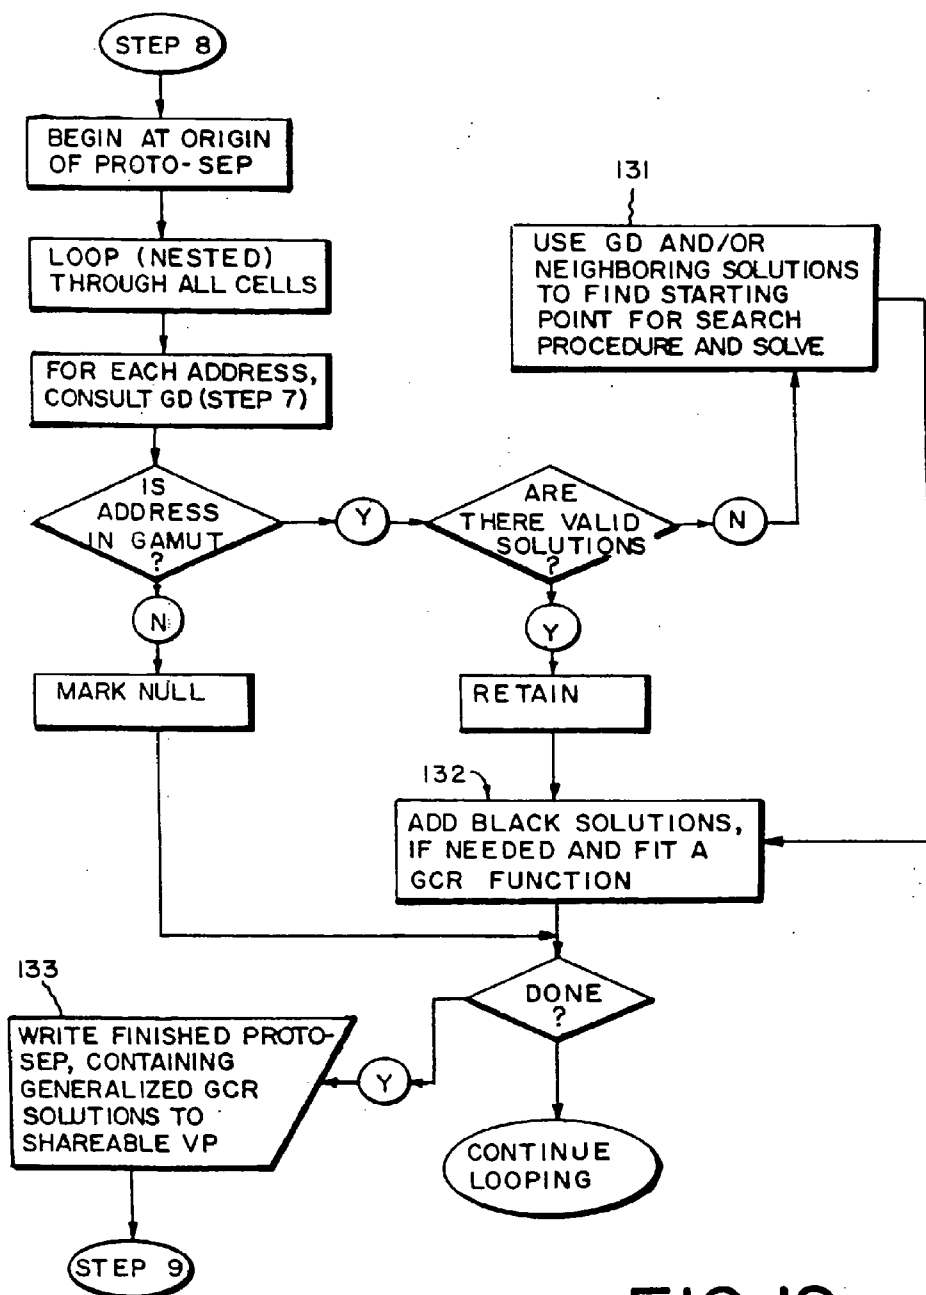 STEP 8
BEGIN AT ORIGIN
OF PROTO-SEP
LOOP (NESTED)
THROUGH ALL CELLS
FOR EACH ADDRESS,
CONSULT GD (STEP 7)
IS
ADDRESS
IN GAMUT
?
Y
ARE
THERE VALID
SOLUTIONS
?
N
131
USE GD AND/OR
NEIGHBORING SOLUTIONS
TO FIND STARTING
POINT FOR SEARCH
PROCEDURE AND SOLVE
N
Y
MARK NULL
RETAIN
132
ADD BLACK SOLUTIONS,
IF NEEDED AND FIT A
GCR FUNCTION
DONE
?
Y
133
WRITE FINISHED PROTO-
SEP, CONTAINING
GENERALIZED GCR
SOLUTIONS TO
SHAREABLE VP
CONTINUE
LOOPING
STEP 9